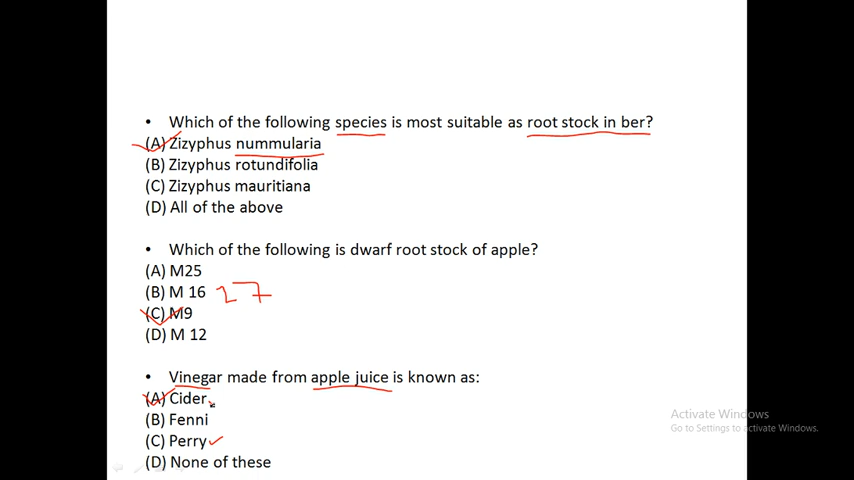 • Which of the following species is most suitable as root stock in ber?
(A) Zizyphus nummularia
(B) Zizyphus rotundifolia
(C) Zizyphus mauritiana
(D) All of the above
• Which of the following is dwarf root stock of apple?
(A) M25
(B) M 16 27
(C) M9
(D) M 12
• Vinegar made from apple juice is known as:
(A) Cider
(B) Fenni
(C) Perry
(D) None of these
Activate Windows
Go to Settings to activate Windows.